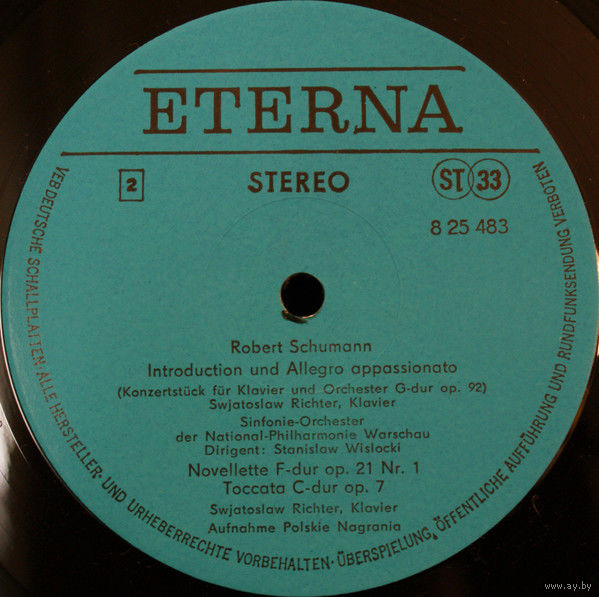 ETERNA
2
STEREO
ST 33
8 25 483
Robert Schumann
Introduction und Allegro appassionato
(Konzertstück für Klavier und Orchester G-dur op. 92)
Swjatoslaw Richter, Klavier
Sinfonie-Orchester
der National-Philharmonie Warschau
Dirigent: Stanislaw Wislocki
Novellette F-dur op. 21 Nr. 1
Toccata C-dur op. 7
Swjatoslaw Richter, Klavier
Aufnahme Polskie Nagrania
VEB DEUTSCHE SCHALLPLATTEN ALLE HERSTELLER- UND URHEBERRECHTE VORBEHALTEN · ÜBERSPIELUNG, ÖFFENTLICHE AUFFÜHRUNG UND RUNDFUNKSENDUNG VERBOTEN
www.ay.by